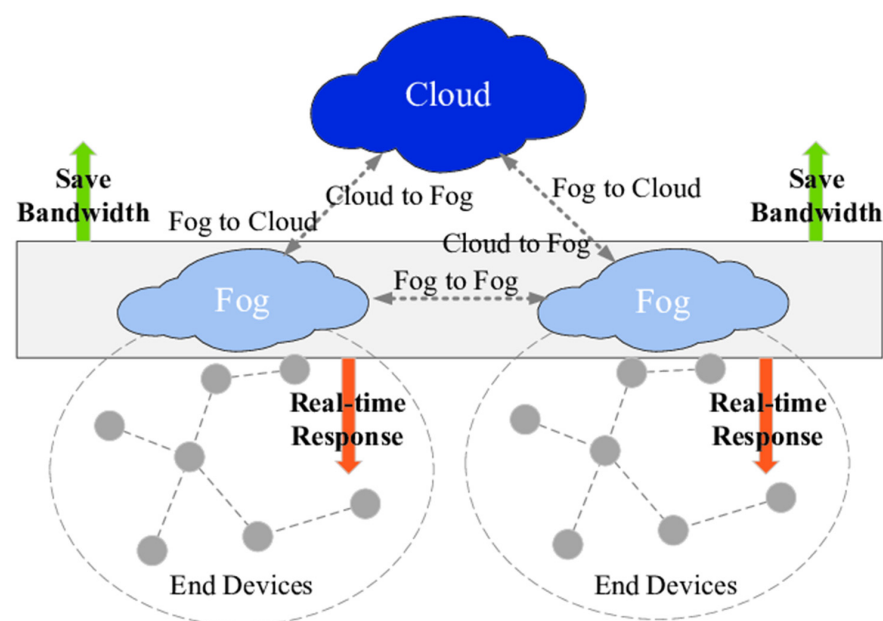 Cloud
Save
Bandwidth
Cloud to Fog
Fog to Cloud
Fog to Cloud
Cloud to Fog
Save
Bandwidth
Fog
Fog to Fog
Fog
Real-time
Response
Real-time
Response
End Devices
End Devices